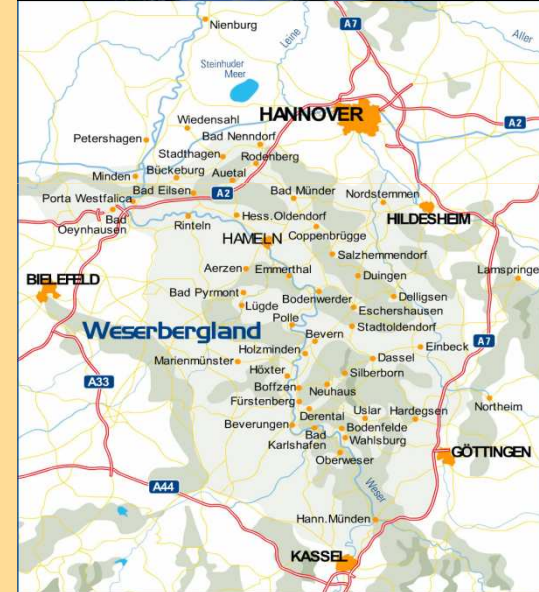 Nienburg
A7
Leine
Aller
Steinhuder
Meer
HANNOVER
Wiedensahl
A2
Petershagen
Bad Nenndorf
Stadthagen
Rodenberg
Minden
Bückeburg
Auetal
Bad Eilsen
A2
Bad Münder
Nordstemmen
Porta Westfalica
Bad
Oeynhausen
Rinteln
Hess. Oldendorf
HILDESHEIM
HAMELN
Coppenbrügge
Salzhemmendorf
Aerzen
Emmerthal
Duingen
Lamspringe
BIELEFELD
Bad Pyrmont
Bodenwerder
Delligsen
Lügde
Eschershausen
Polle
Stadtoldendorf
Weserbergland
Bevern
Einbeck
A7
Holzminden
Marienmünster
Dassel
Höxter
Silberborn
A33
Boffzen
Neuhaus
Fürstenberg
Northeim
Derental
Uslar
Hardegsen
Beverungen
Bad
Karlshafen
Bodenfelde
Wahlsburg
GÖTTINGEN
Oberweser
A44
Weser
Hann.Münden
KASSEL